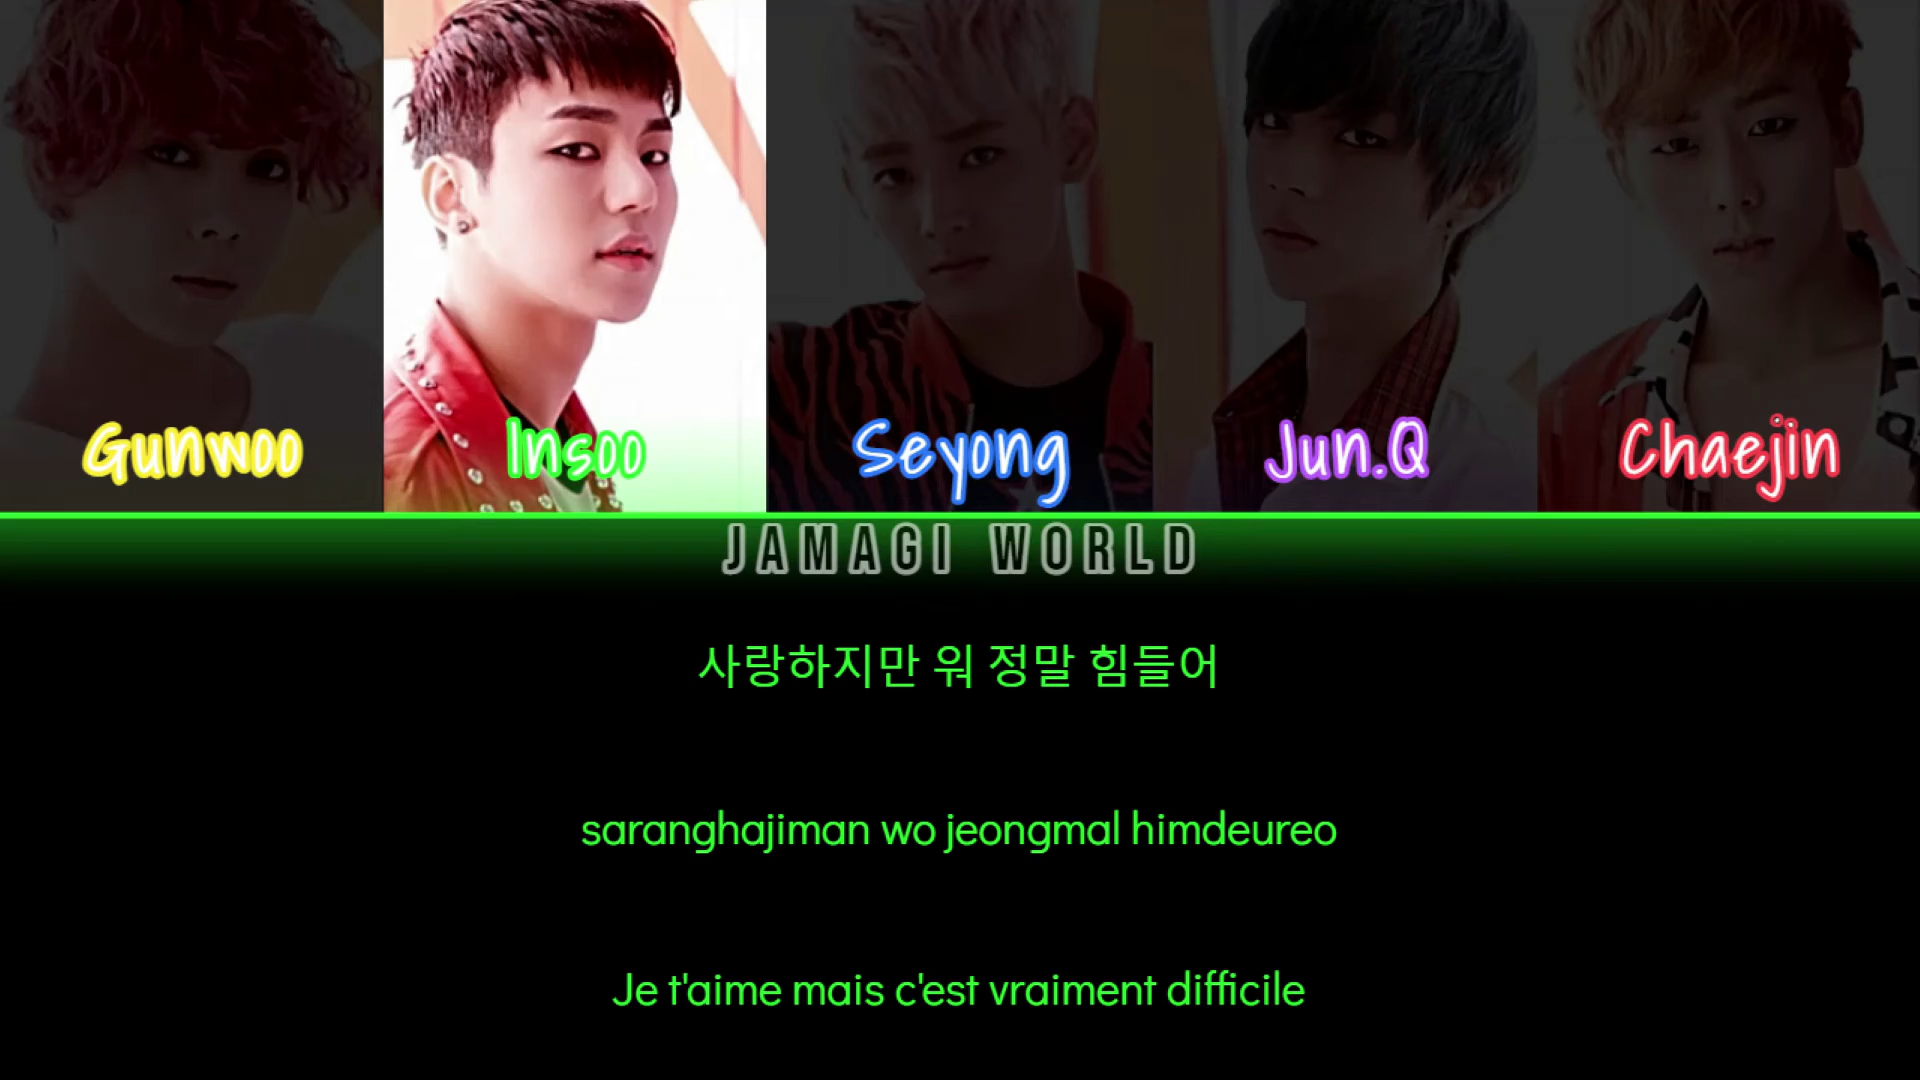 Gunwoo Insoo Seyong Jun.Q Chaejin
JAMAGI WORLD
사랑하지만 워 정말 힘들어
saranghajiman wo jeongmal himdeureo
Je t'aime mais c'est vraiment difficile